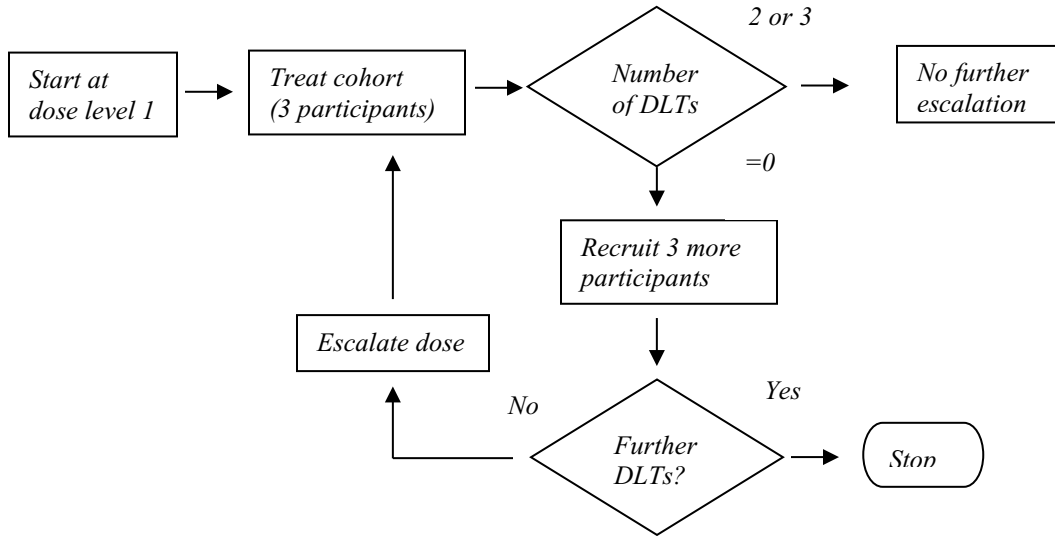 Start at
dose level 1
Treat cohort
(3 participants)
Number
of DLTs
2 or 3
No further
escalation
=0
Recruit 3 more
participants
Escalate dose
No
Yes
Further
DLTs?
Stop